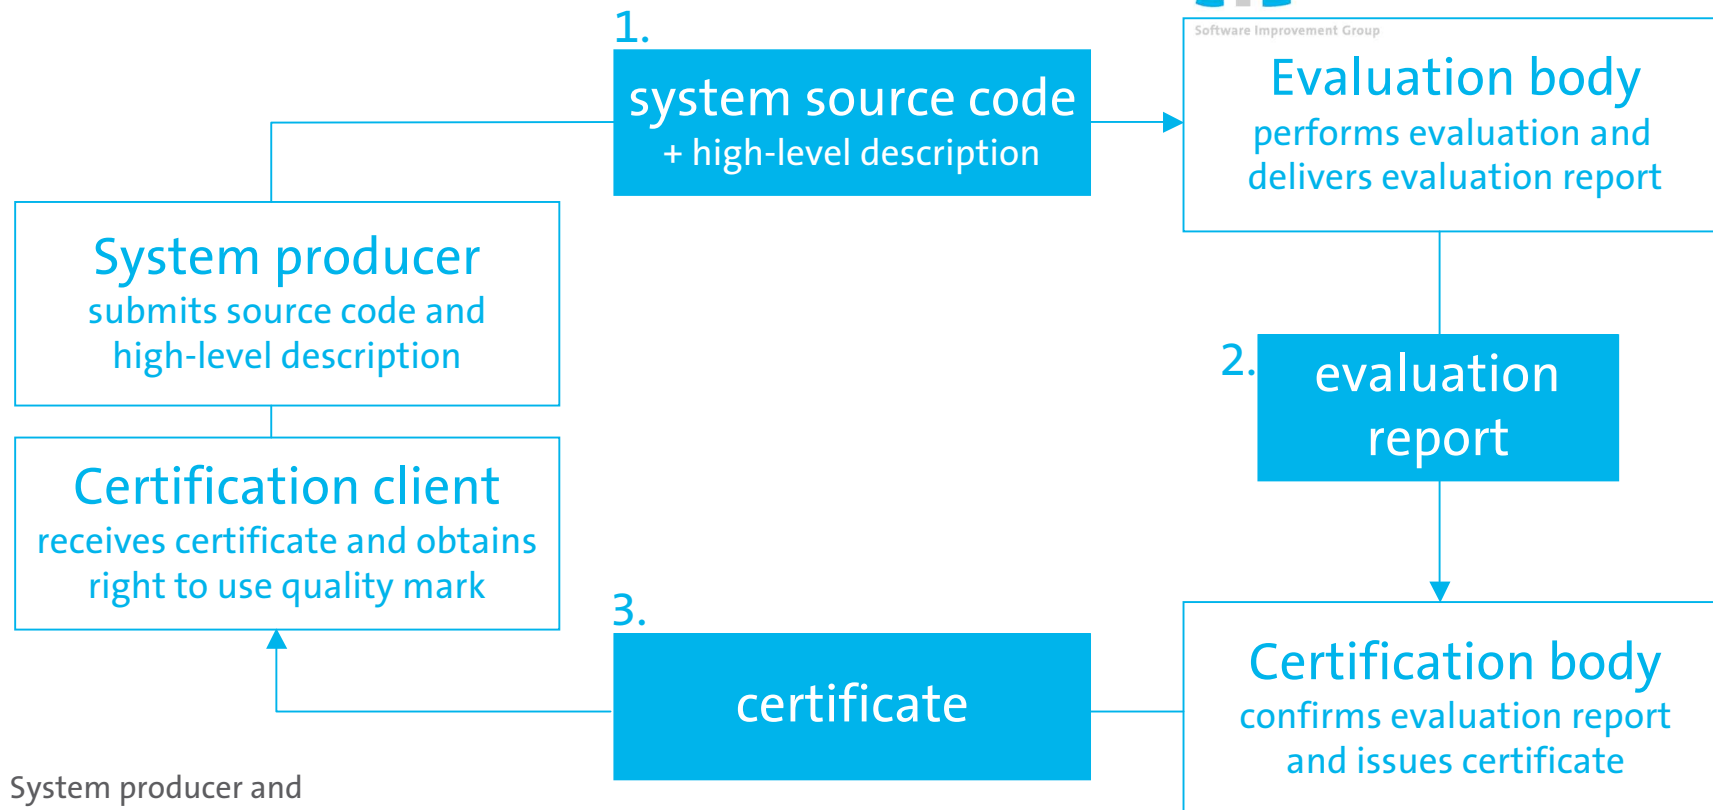 1.
system source code
+ high-level description
Software Improvement Group
Evaluation body
performs evaluation and
delivers evaluation report
System producer
submits source code and
high-level description
2.
evaluation
report
Certification client
receives certificate and obtains
right to use quality mark
3.
certificate
Certification body
confirms evaluation report
and issues certificate
System producer and